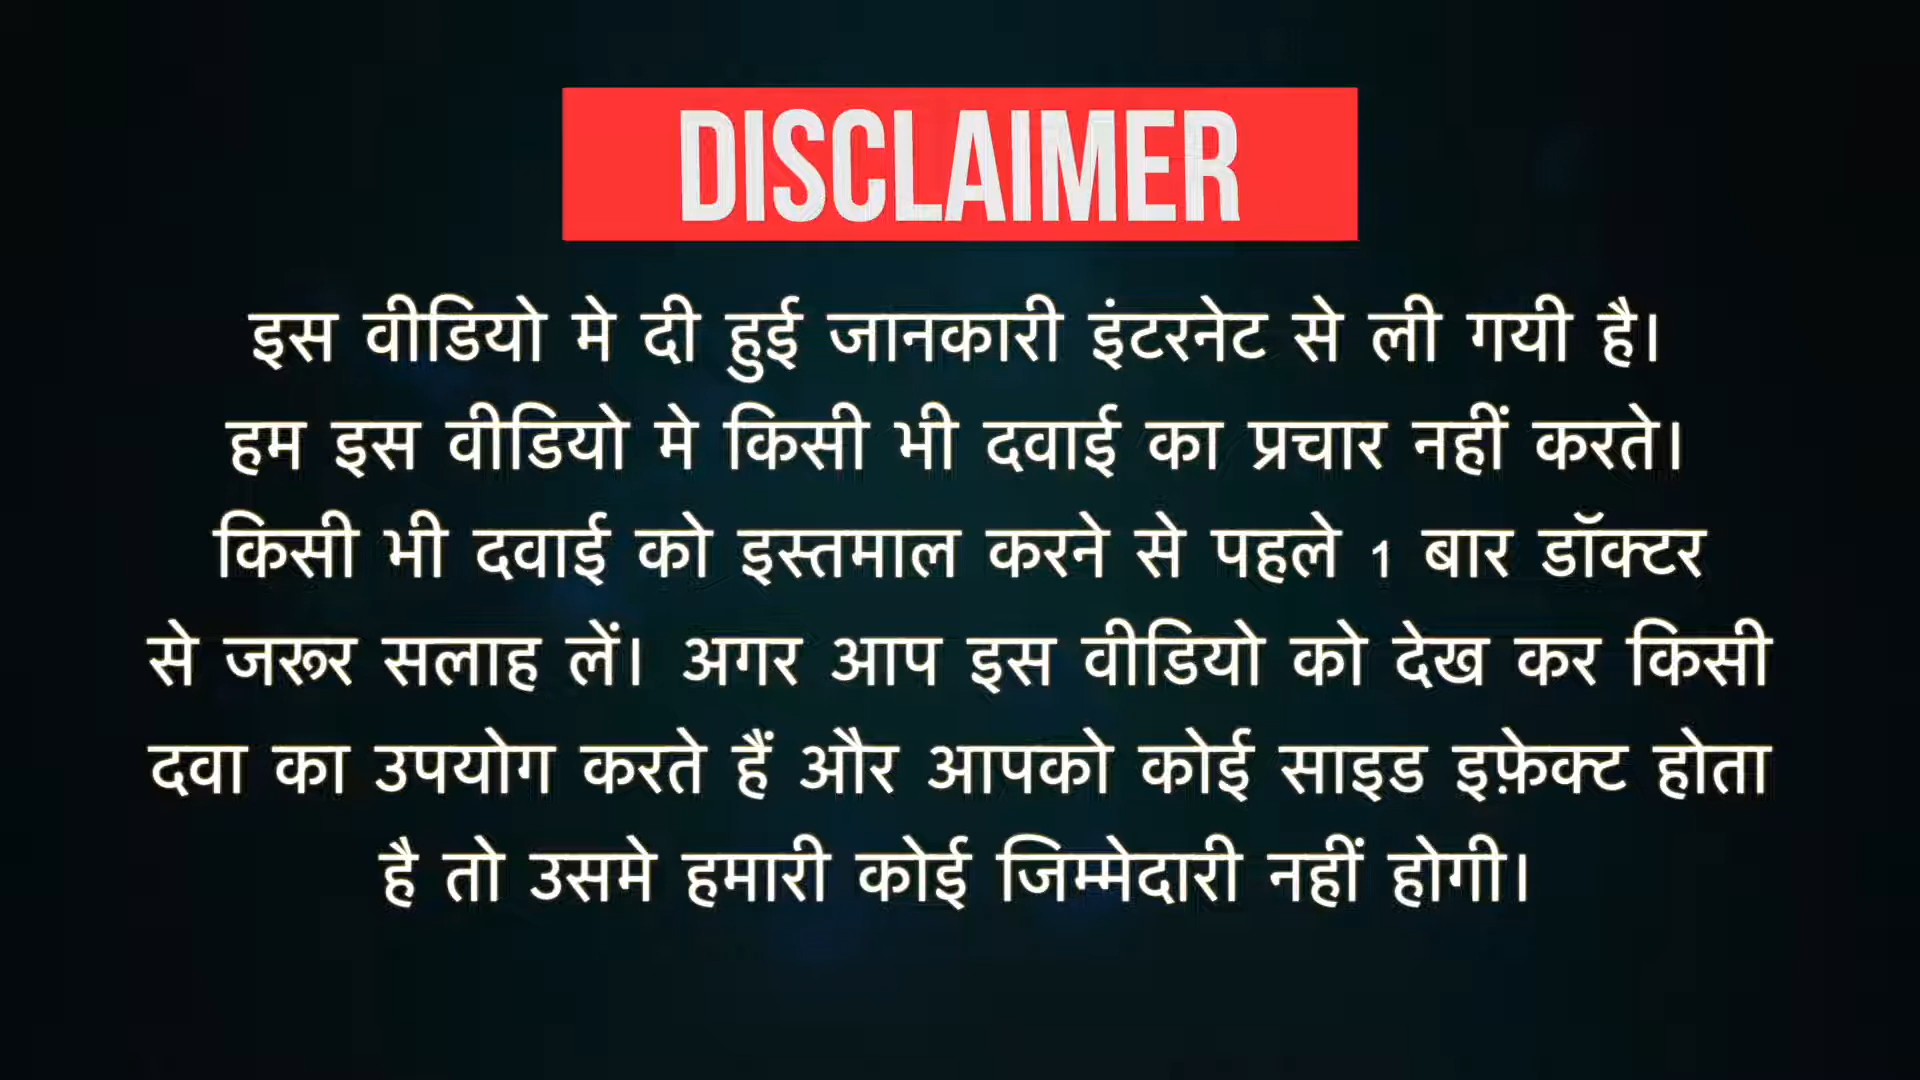 DISCLAIMER
इस वीडियो मे दी हुई जानकारी इंटरनेट से ली गयी है।
हम इस वीडियो मे किसी भी दवाई का प्रचार नहीं करते।
किसी भी दवाई को इस्तमाल करने से पहले 1 बार डॉक्टर
से जरूर सलाह लें। अगर आप इस वीडियो को देख कर किसी
दवा का उपयोग करते हैं और आपको कोई साइड इफ़ेक्ट होता
है तो उसमे हमारी कोई जिम्मेदारी नहीं होगी।